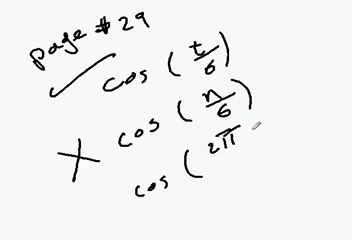 page # 29
✓ cos ( t/6 )
✗ cos ( n/6 )
cos ( 2π